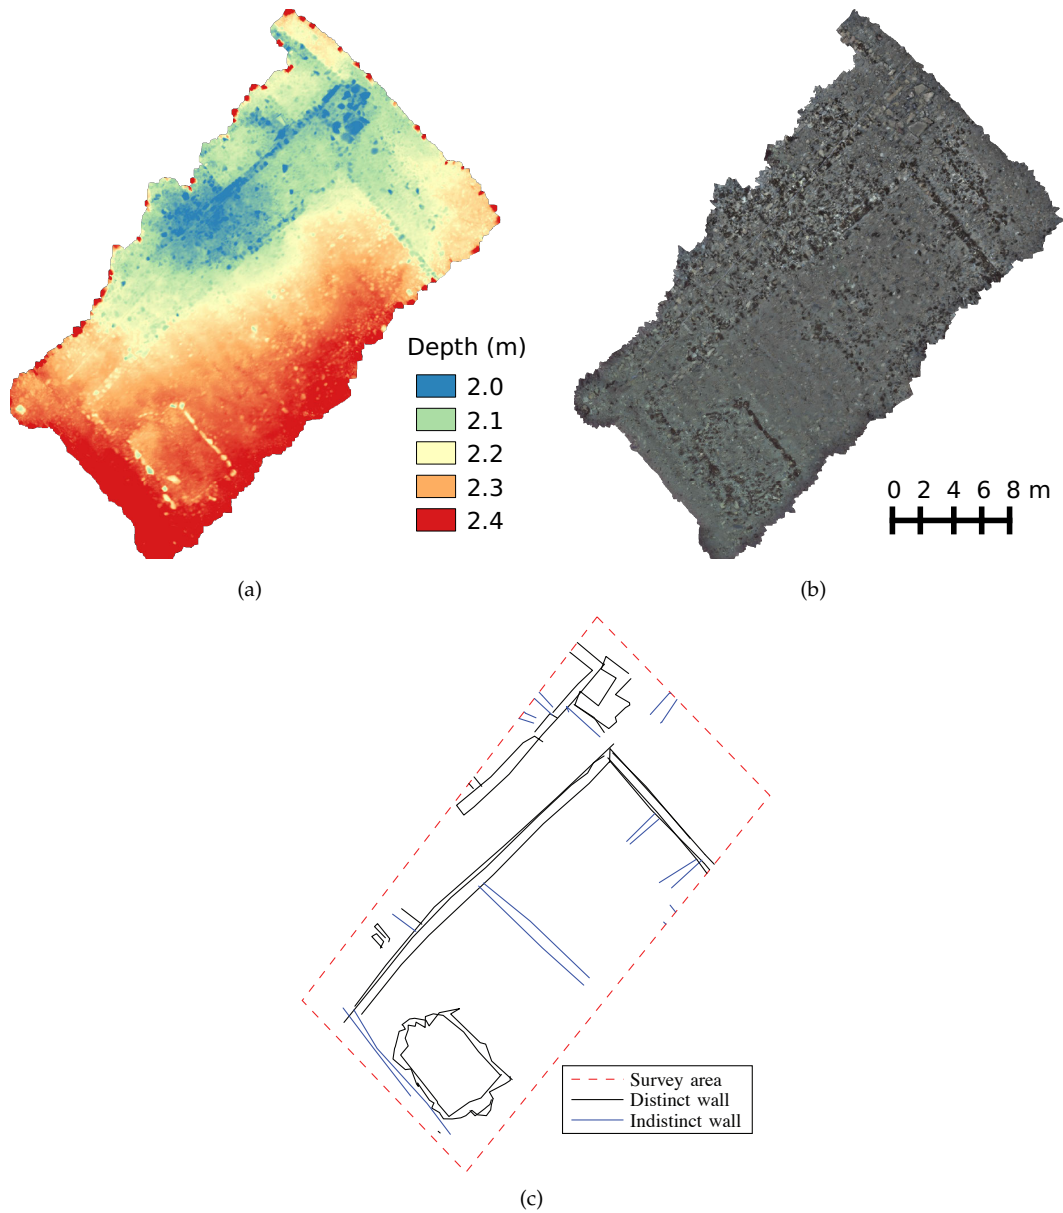 Depth (m)
2.0
2.1
2.2
2.3
2.4
0 2 4 6 8 m
(a)
(b)
Survey area
Distinct wall
Indistinct wall
(c)